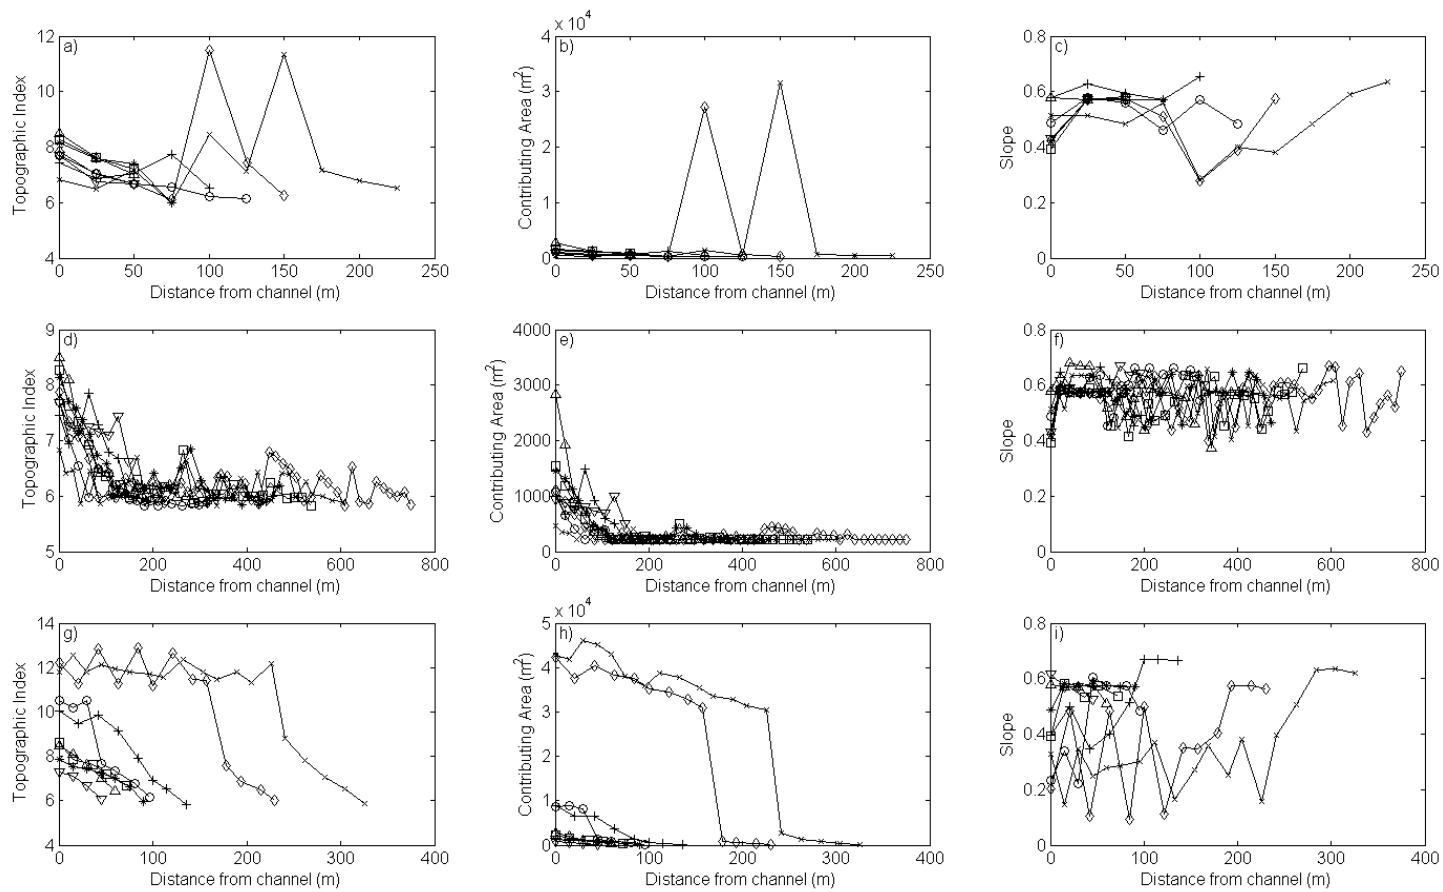 a)
Topographic Index
12
10
8
6
4
0 50 100 150 200 250
Distance from channel (m)
x 10⁴
b)
Contributing Area (m²)
4
3
2
1
0
0 50 100 150 200 250
Distance from channel (m)
c)
Slope
0.8
0.6
0.4
0.2
0
0 50 100 150 200 250
Distance from channel (m)
d)
Topographic Index
9
8
7
6
5
0 200 400 600 800
Distance from channel (m)
e)
Contributing Area (m²)
4000
3000
2000
1000
0
0 200 400 600 800
Distance from channel (m)
f)
Slope
0.8
0.6
0.4
0.2
0
0 200 400 600 800
Distance from channel (m)
g)
Topographic Index
14
12
10
8
6
4
0 100 200 300 400
Distance from channel (m)
x 10⁴
h)
Contributing Area (m²)
5
4
3
2
1
0
0 100 200 300 400
Distance from channel (m)
i)
Slope
0.8
0.6
0.4
0.2
0
0 100 200 300 400
Distance from channel (m)